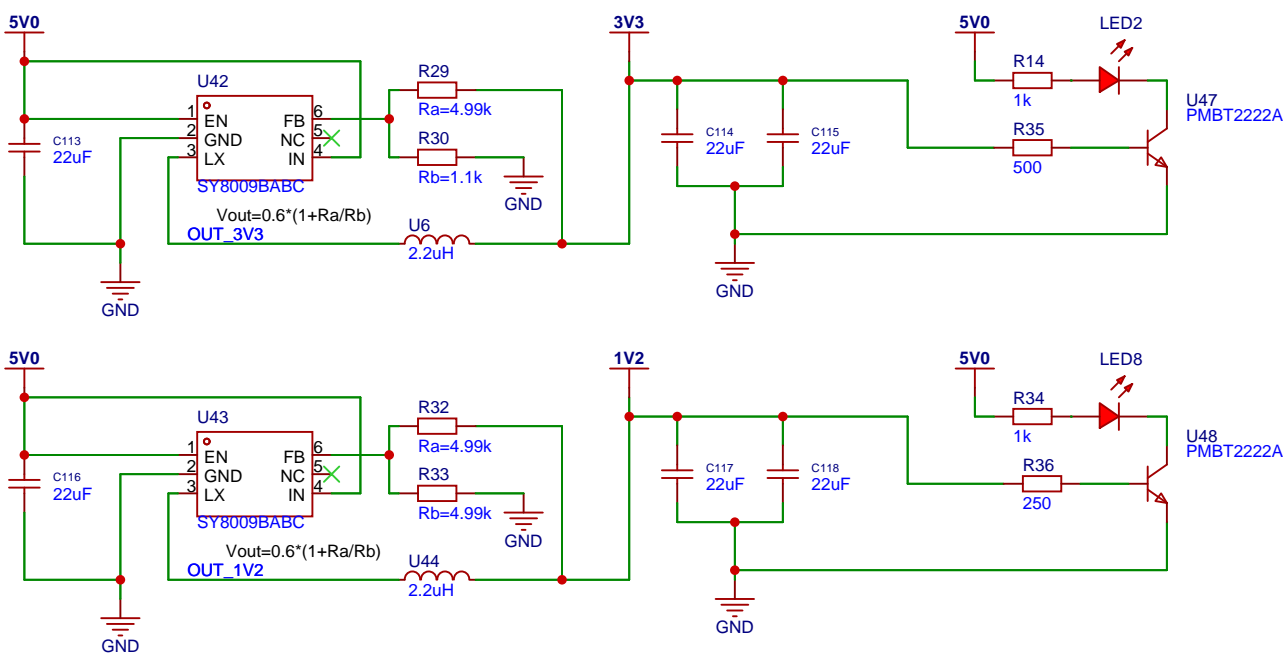 5V0
U42
1
EN
2
GND
3
LX
FB
6
NC
5
IN
4
SY8009BABC
C113
22uF
R29
Ra=4.99k
R30
Rb=1.1k
GND
Vout=0.6*(1+Ra/Rb)
OUT_3V3
U6
2.2uH
GND
3V3
C114
22uF
C115
22uF
GND
5V0
LED2
R14
1k
R35
500
U47
PMBT2222A
5V0
U43
1
EN
2
GND
3
LX
FB
6
NC
5
IN
4
SY8009BABC
C116
22uF
R32
Ra=4.99k
R33
Rb=4.99k
GND
Vout=0.6*(1+Ra/Rb)
OUT_1V2
U44
2.2uH
GND
1V2
C117
22uF
C118
22uF
GND
5V0
LED8
R34
1k
R36
250
U48
PMBT2222A